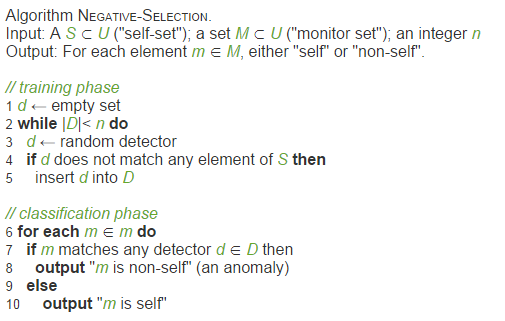 Algorithm NEGATIVE-SELECTION.
Input: A S ⊂ U ("self-set"); a set M ⊂ U ("monitor set"); an integer n
Output: For each element m ∈ M, either "self" or "non-self".
// training phase
1 d ← empty set
2 while |D|< n do
3 d ← random detector
4 if d does not match any element of S then
5 insert d into D
// classification phase
6 for each m ∈ m do
7 if m matches any detector d ∈ D then
8 output "m is non-self" (an anomaly)
9 else
10 output "m is self"